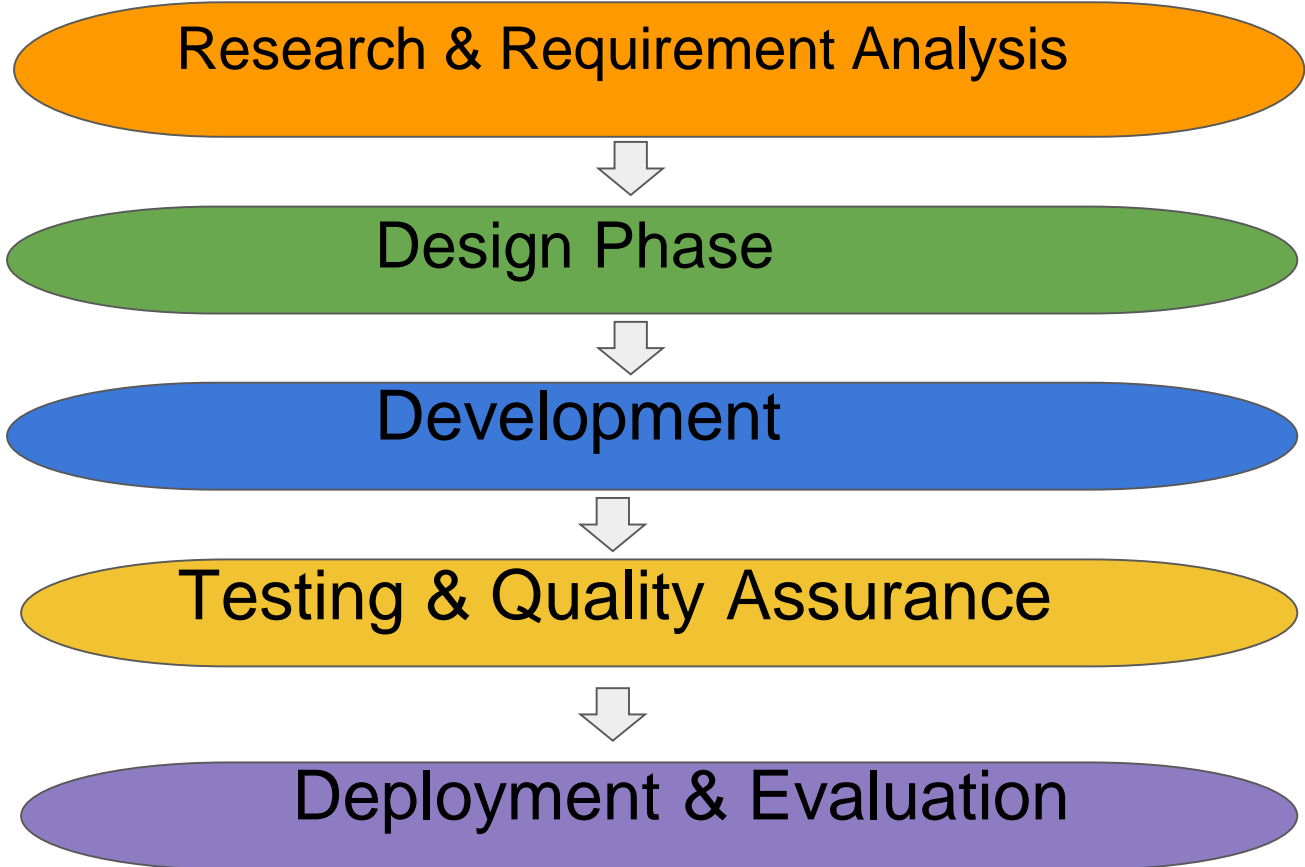 Research & Requirement Analysis
Design Phase
Development
Testing & Quality Assurance
Deployment & Evaluation